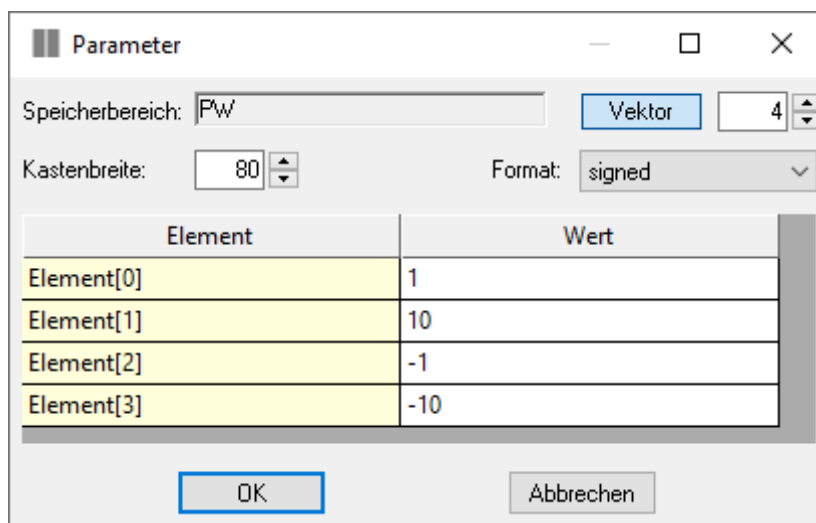 Parameter
Speicherbereich: PW Vektor 4
Kastenbreite: 80 Format: signed
Element Wert
Element[0] 1
Element[1] 10
Element[2] -1
Element[3] -10
OK Abbrechen